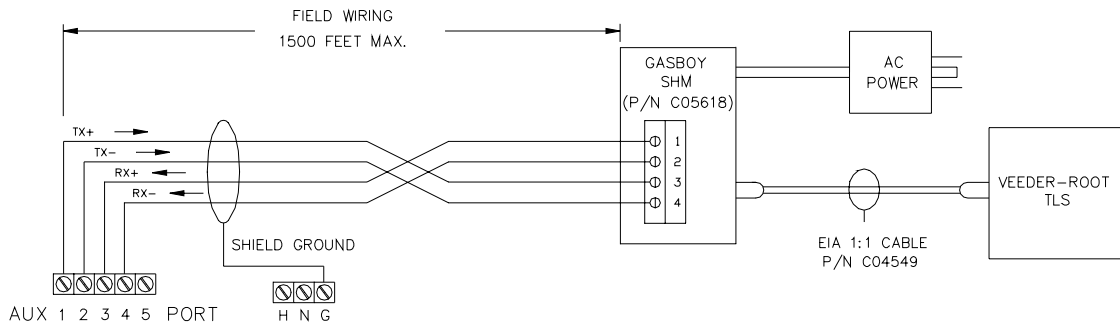 FIELD WIRING
1500 FEET MAX.
GASBOY
SHM
(P/N C05618)
AC
POWER
TX+
TX-
RX+
RX-
1
2
3
4
VEEDER-ROOT
TLS
SHIELD GROUND
EIA 1:1 CABLE
P/N C04549
AUX 1 2 3 4 5 PORT
H N G